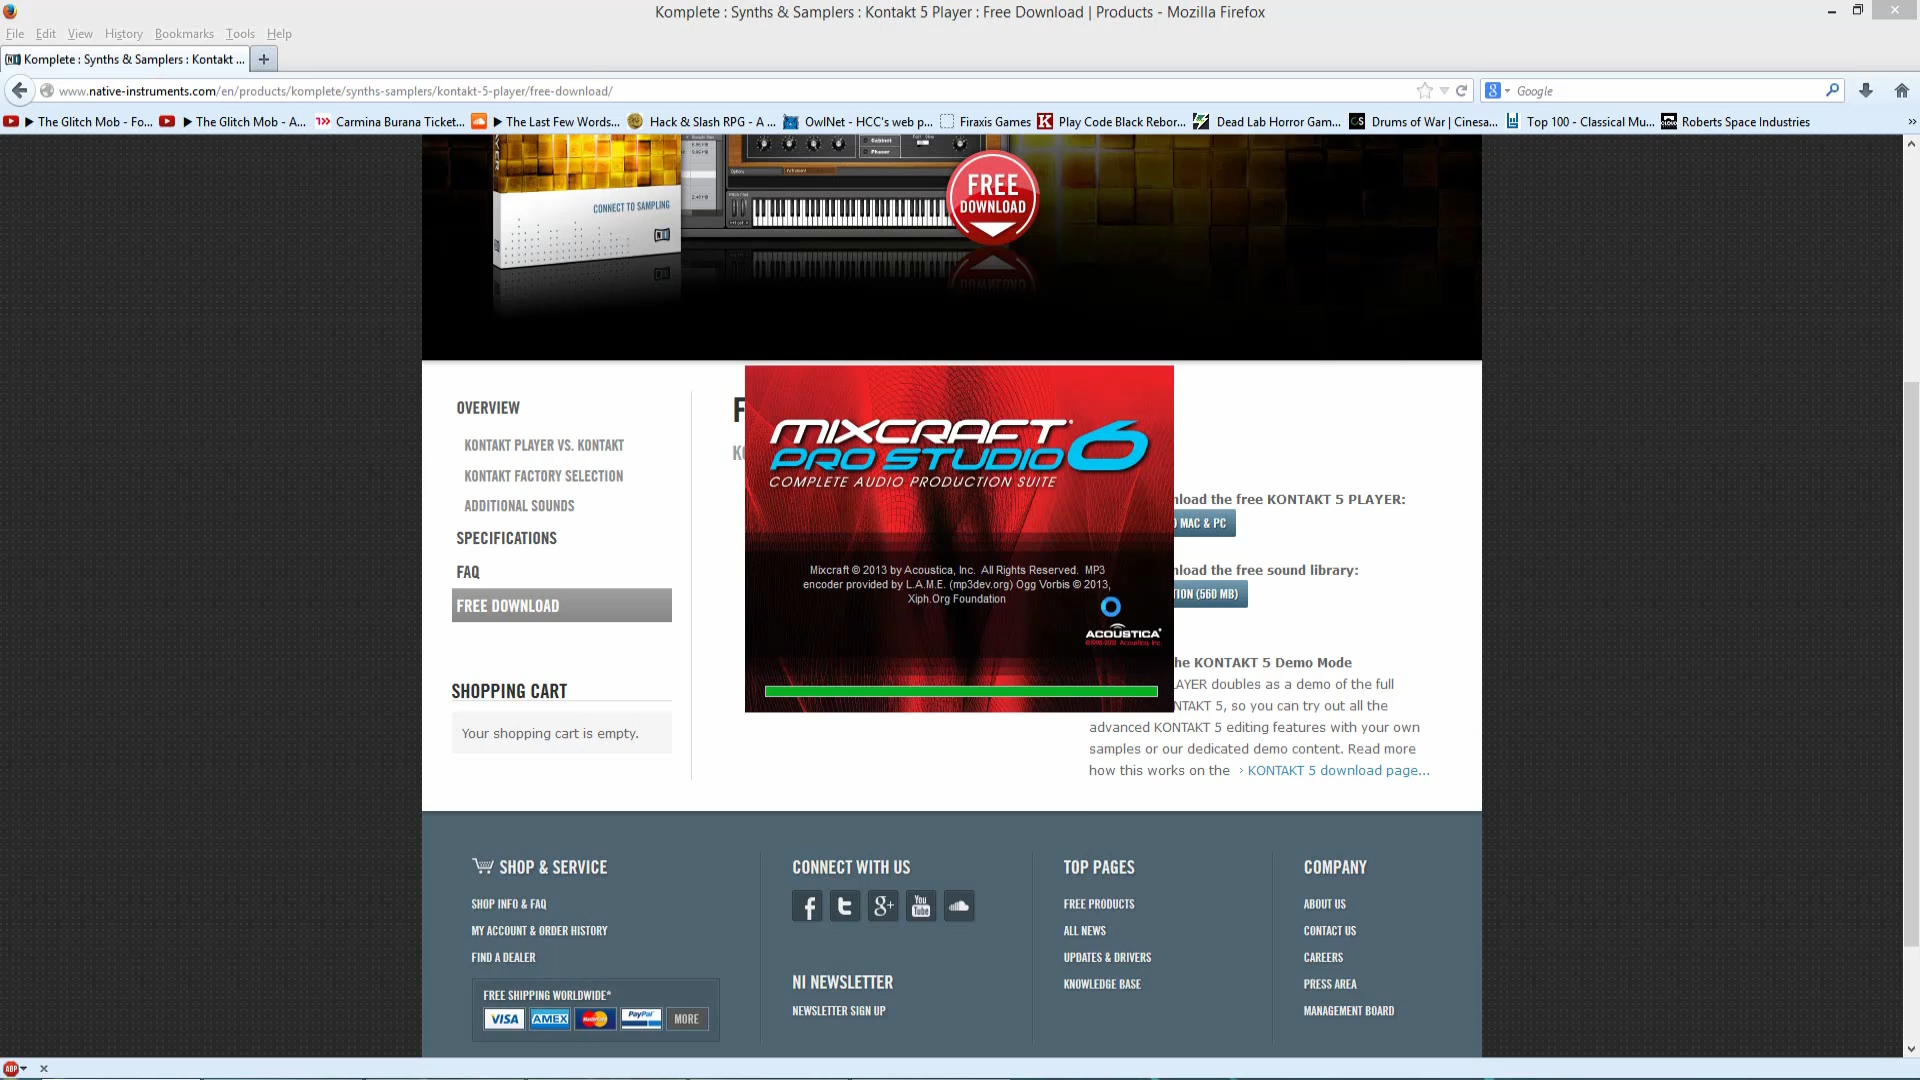 Komplete : Synths & Samplers : Kontakt 5 Player : Free Download | Products - Mozilla Firefox
File Edit View History Bookmarks Tools Help
Komplete : Synths & Samplers : Kontakt ...
www.native-instruments.com/en/products/komplete/synths-samplers/kontakt-5-player/free-download/
Google
The Glitch Mob - Fo... The Glitch Mob - A... Carmina Burana Ticket... The Last Few Words... Hack & Slash RPG - A ... OwlNet - HCC's web p... Firaxis Games Play Code Black Rebor... Dead Lab Horror Gam... Drums of War | Cinesa... Top 100 - Classical Mu... Roberts Space Industries
CONNECT TO SAMPLING
FREE
DOWNLOAD
OVERVIEW
KONTAKT PLAYER VS. KONTAKT
KONTAKT FACTORY SELECTION
ADDITIONAL SOUNDS
SPECIFICATIONS
FAQ
FREE DOWNLOAD
SHOPPING CART
Your shopping cart is empty.
MIXCRAFT
PRO STUDIO 6
COMPLETE AUDIO PRODUCTION SUITE
Mixcraft © 2013 by Acoustica, Inc. All Rights Reserved. MP3
encoder provided by L.A.M.E. (mp3dev.org) Ogg Vorbis © 2013,
Xiph.Org Foundation
ACOUSTICA
load the free KONTAKT 5 PLAYER:
MAC & PC
load the free sound library:
TION (560 MB)
he KONTAKT 5 Demo Mode
AYER doubles as a demo of the full
NTAKT 5, so you can try out all the
advanced KONTAKT 5 editing features with your own
samples or our dedicated demo content. Read more
how this works on the › KONTAKT 5 download page...
SHOP & SERVICE
SHOP INFO & FAQ
MY ACCOUNT & ORDER HISTORY
FIND A DEALER
FREE SHIPPING WORLDWIDE*
VISA AMEX MasterCard PayPal MORE
CONNECT WITH US
You Tube
NI NEWSLETTER
NEWSLETTER SIGN UP
TOP PAGES
FREE PRODUCTS
ALL NEWS
UPDATES & DRIVERS
KNOWLEDGE BASE
COMPANY
ABOUT US
CONTACT US
CAREERS
PRESS AREA
MANAGEMENT BOARD
ABP